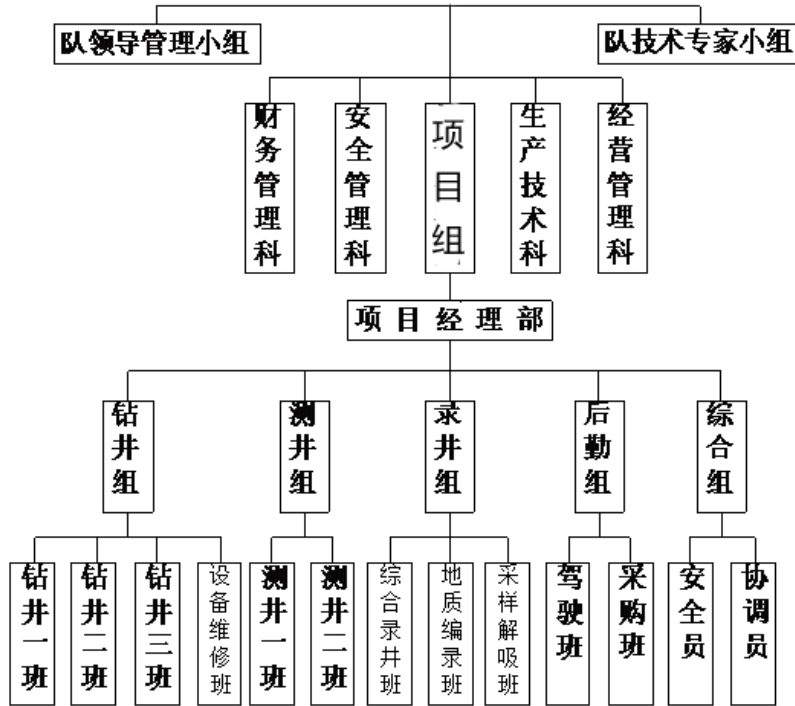 队领导管理小组
队技术专家小组
财务管理科
安全管理科
项目组
生产技术科
经营管理科
项目经理部
钻井组
测井组
录井组
后勤组
综合组
钻井一班
钻井二班
钻井三班
设备维修班
测井一班
测井二班
综合录井班
地质编录班
采样解吸班
驾驶班
采购班
安全员
协调员